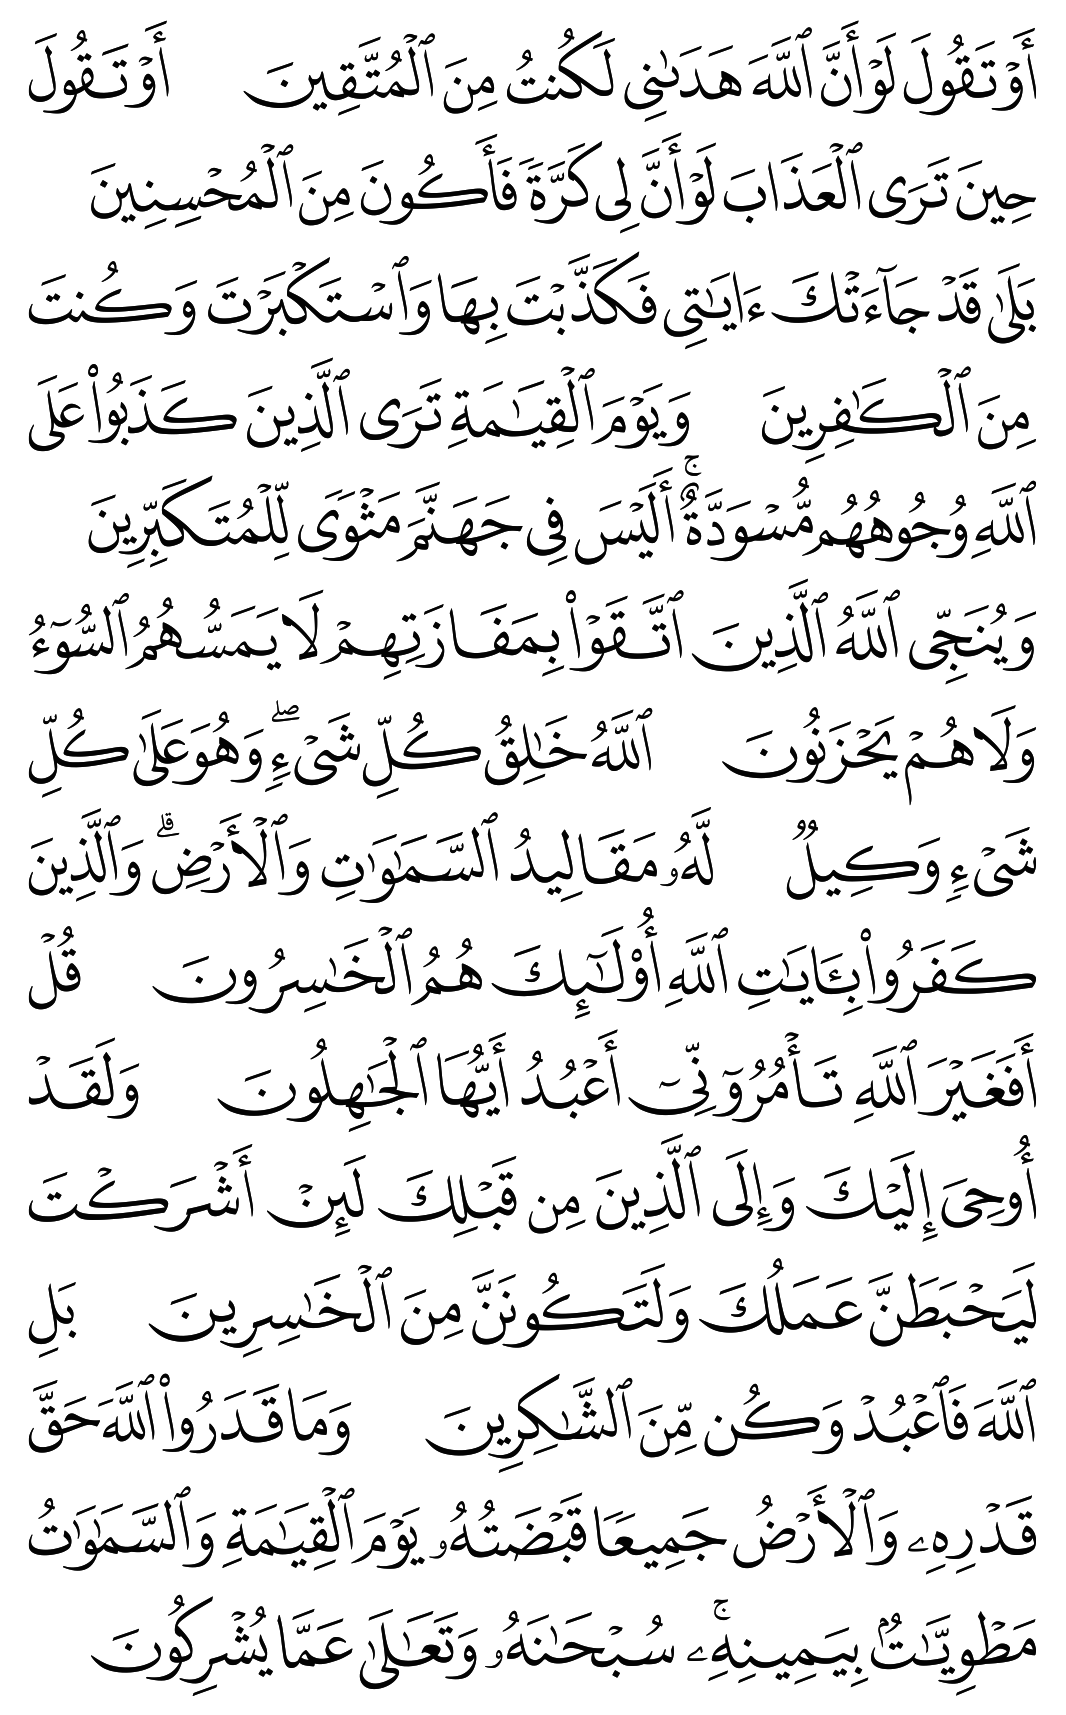 أَوْ تَقُولَ لَوْ أَنَّ ٱللَّهَ هَدَىٰنِى لَكُنتُ مِنَ ٱلْمُتَّقِينَ أَوْ تَقُولَ
حِينَ تَرَى ٱلْعَذَابَ لَوْ أَنَّ لِى كَرَّةً فَأَكُونَ مِنَ ٱلْمُحْسِنِينَ
بَلَىٰ قَدْ جَآءَتْكَ ءَايَٰتِى فَكَذَّبْتَ بِهَا وَٱسْتَكْبَرْتَ وَكُنتَ
مِنَ ٱلْكَٰفِرِينَ وَيَوْمَ ٱلْقِيَٰمَةِ تَرَى ٱلَّذِينَ كَذَبُوا۟ عَلَى
ٱللَّهِ وُجُوهُهُم مُّسْوَدَّةٌ ۚ أَلَيْسَ فِى جَهَنَّمَ مَثْوًى لِّلْمُتَكَبِّرِينَ
وَيُنَجِّى ٱللَّهُ ٱلَّذِينَ ٱتَّقَوْا۟ بِمَفَازَتِهِمْ لَا يَمَسُّهُمُ ٱلسُّوٓءُ
وَلَا هُمْ يَحْزَنُونَ ٱللَّهُ خَٰلِقُ كُلِّ شَىْءٍ ۖ وَهُوَ عَلَىٰ كُلِّ
شَىْءٍ وَكِيلٌ لَّهُۥ مَقَالِيدُ ٱلسَّمَٰوَٰتِ وَٱلْأَرْضِ ۗ وَٱلَّذِينَ
كَفَرُوا۟ بِـَٔايَٰتِ ٱللَّهِ أُو۟لَٰٓئِكَ هُمُ ٱلْخَٰسِرُونَ قُلْ
أَفَغَيْرَ ٱللَّهِ تَأْمُرُوٓنِّىٓ أَعْبُدُ أَيُّهَا ٱلْجَٰهِلُونَ وَلَقَدْ
أُوحِىَ إِلَيْكَ وَإِلَى ٱلَّذِينَ مِن قَبْلِكَ لَئِنْ أَشْرَكْتَ
لَيَحْبَطَنَّ عَمَلُكَ وَلَتَكُونَنَّ مِنَ ٱلْخَٰسِرِينَ بَلِ
ٱللَّهَ فَٱعْبُدْ وَكُن مِّنَ ٱلشَّٰكِرِينَ وَمَا قَدَرُوا۟ ٱللَّهَ حَقَّ
قَدْرِهِۦ وَٱلْأَرْضُ جَمِيعًا قَبْضَتُهُۥ يَوْمَ ٱلْقِيَٰمَةِ وَٱلسَّمَٰوَٰتُ
مَطْوِيَّٰتٌۢ بِيَمِينِهِۦ ۚ سُبْحَٰنَهُۥ وَتَعَٰلَىٰ عَمَّا يُشْرِكُونَ